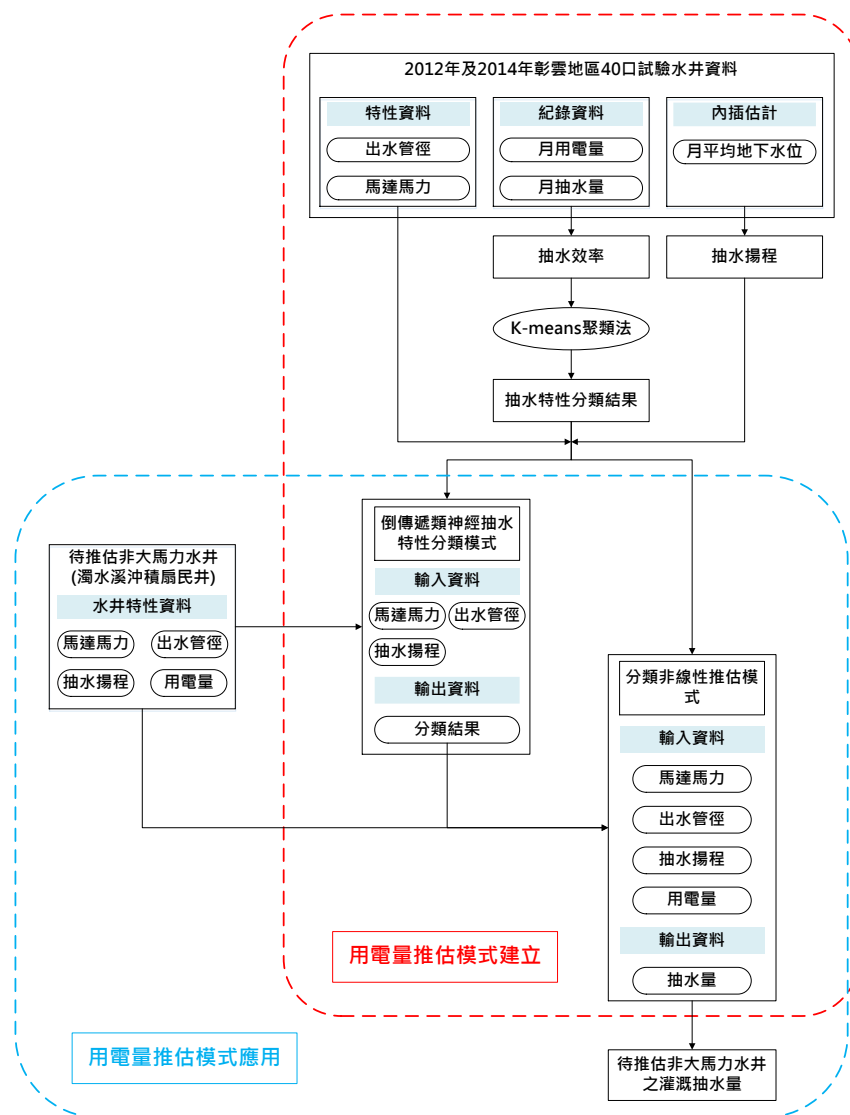 2012年及2014年彰雲地區40口試驗水井資料
特性資料
出水管徑
馬達馬力
紀錄資料
月用電量
月抽水量
內插估計
月平均地下水位
抽水效率
抽水揚程
K-means聚類法
抽水特性分類結果
倒傳遞類神經抽水
特性分類模式
輸入資料
馬達馬力
出水管徑
抽水揚程
輸出資料
分類結果
待推估非大馬力水井
(濁水溪沖積扇民井)
水井特性資料
馬達馬力
出水管徑
抽水揚程
用電量
分類非線性推估模
式
輸入資料
馬達馬力
出水管徑
抽水揚程
用電量
輸出資料
抽水量
用電量推估模式建立
用電量推估模式應用
待推估非大馬力水井
之灌溉抽水量